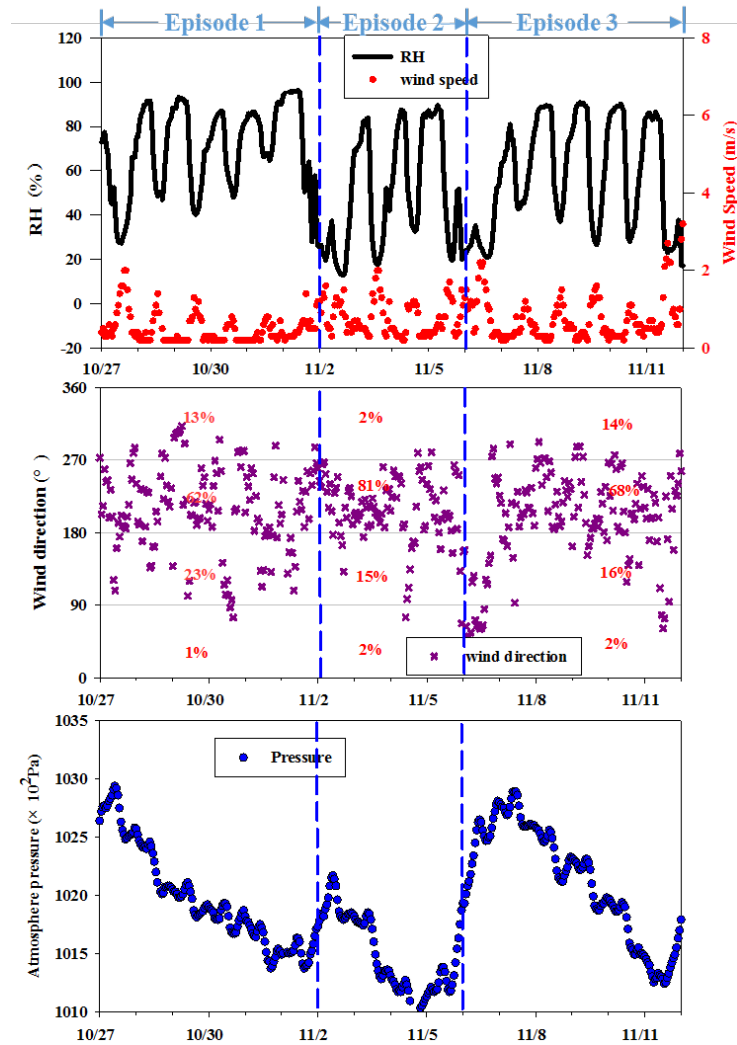 Episode 1 Episode 2 Episode 3
120 8
RH
wind speed
100
80 6
60
40 4
20 2
0
-20 0
RH (%)
Wind Speed (m/s)
10/27 10/30 11/2 11/5 11/8 11/11
360
13% 2% 14%
270
62% 81% 68%
180
23% 15% 16%
90
1% 2% 2%
wind direction
0
Wind direction (°)
10/27 10/30 11/2 11/5 11/8 11/11
1035
Pressure
1030
1025
1020
1015
1010
Atmosphere pressure (× 10²Pa)
10/27 10/30 11/2 11/5 11/8 11/11